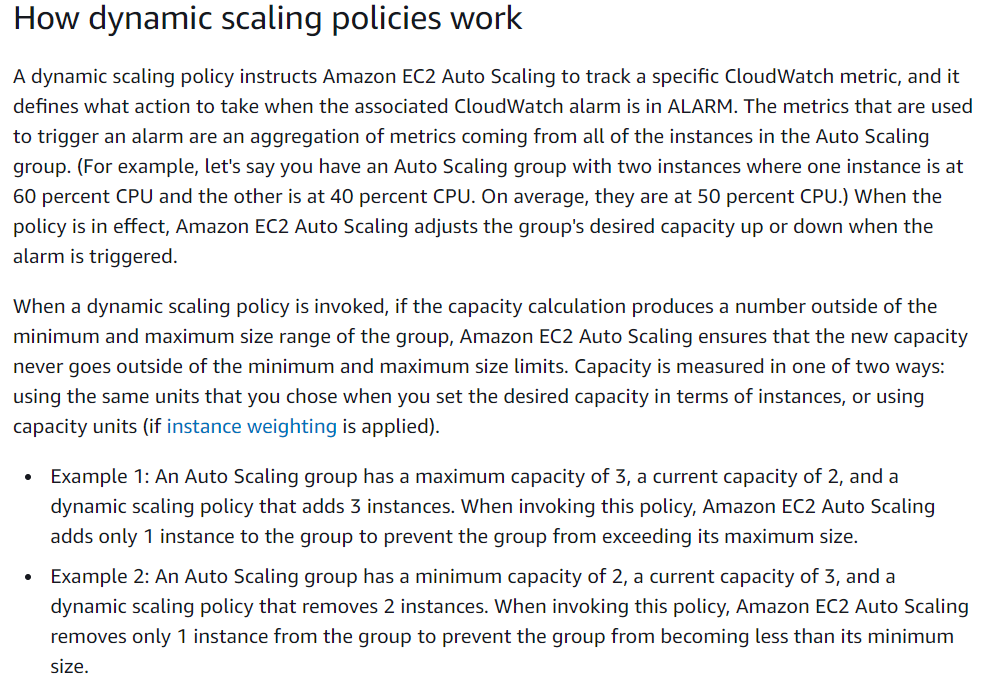 How dynamic scaling policies work
A dynamic scaling policy instructs Amazon EC2 Auto Scaling to track a specific CloudWatch metric, and it
defines what action to take when the associated CloudWatch alarm is in ALARM. The metrics that are used
to trigger an alarm are an aggregation of metrics coming from all of the instances in the Auto Scaling
group. (For example, let's say you have an Auto Scaling group with two instances where one instance is at
60 percent CPU and the other is at 40 percent CPU. On average, they are at 50 percent CPU.) When the
policy is in effect, Amazon EC2 Auto Scaling adjusts the group's desired capacity up or down when the
alarm is triggered.
When a dynamic scaling policy is invoked, if the capacity calculation produces a number outside of the
minimum and maximum size range of the group, Amazon EC2 Auto Scaling ensures that the new capacity
never goes outside of the minimum and maximum size limits. Capacity is measured in one of two ways:
using the same units that you chose when you set the desired capacity in terms of instances, or using
capacity units (if instance weighting is applied).
• Example 1: An Auto Scaling group has a maximum capacity of 3, a current capacity of 2, and a
dynamic scaling policy that adds 3 instances. When invoking this policy, Amazon EC2 Auto Scaling
adds only 1 instance to the group to prevent the group from exceeding its maximum size.
• Example 2: An Auto Scaling group has a minimum capacity of 2, a current capacity of 3, and a
dynamic scaling policy that removes 2 instances. When invoking this policy, Amazon EC2 Auto Scaling
removes only 1 instance from the group to prevent the group from becoming less than its minimum
size.